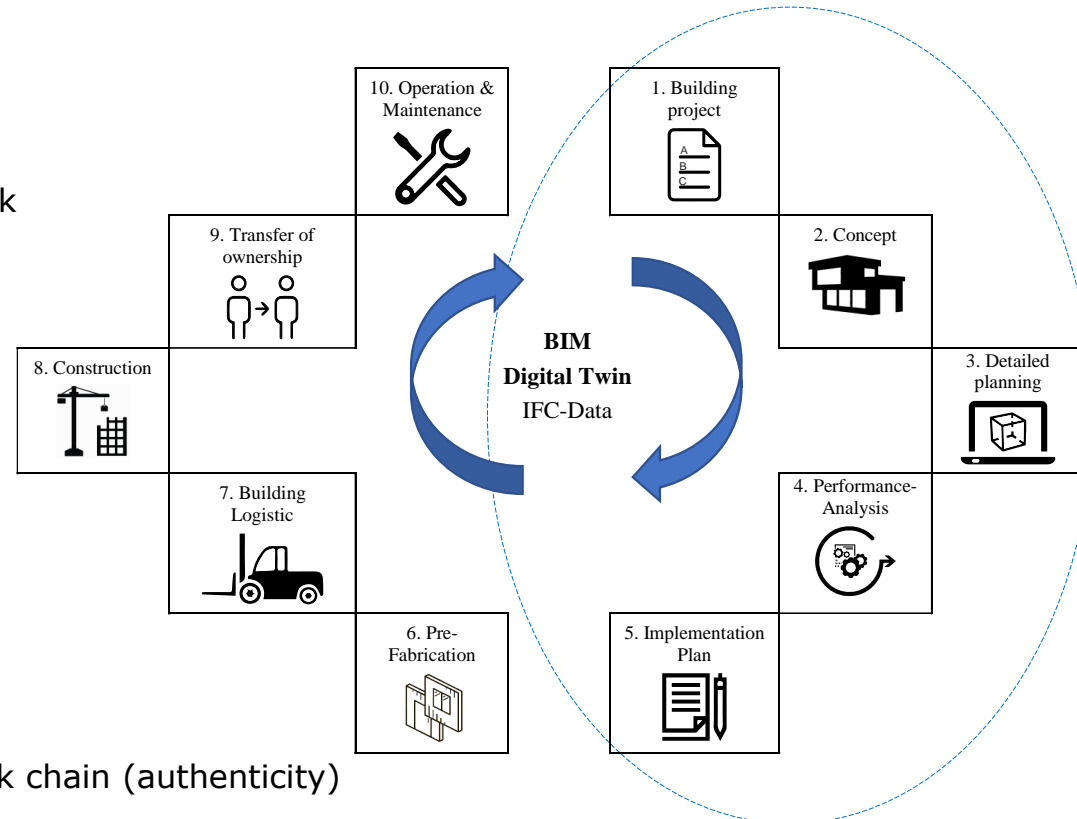 10. Operation &
Maintenance
1. Building
project
A
B
C
k
9. Transfer of
ownership
2. Concept
8. Construction
BIM
Digital Twin
IFC-Data
3. Detailed
planning
7. Building
Logistic
4. Performance-
Analysis
6. Pre-
Fabrication
5. Implementation
Plan
k chain (authenticity)